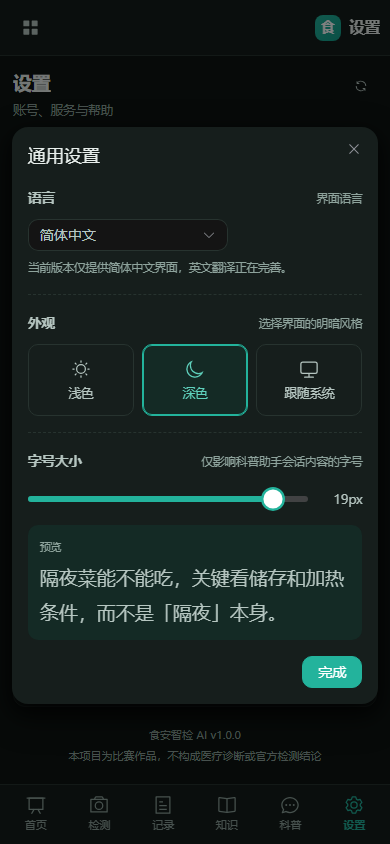 食 设置
设置
账号、服务与帮助
通用设置
语言 界面语言
简体中文
当前版本仅提供简体中文界面，英文翻译正在完善。
外观 选择界面的明暗风格
浅色 深色 跟随系统
字号大小 仅影响科普助手会话内容的字号
19px
预览
隔夜菜能不能吃，关键看储存和加热
条件，而不是「隔夜」本身。
完成
食安智检 AI v1.0.0
本项目为比赛作品，不构成医疗诊断或官方检测结论
首页 检测 记录 知识 科普 设置